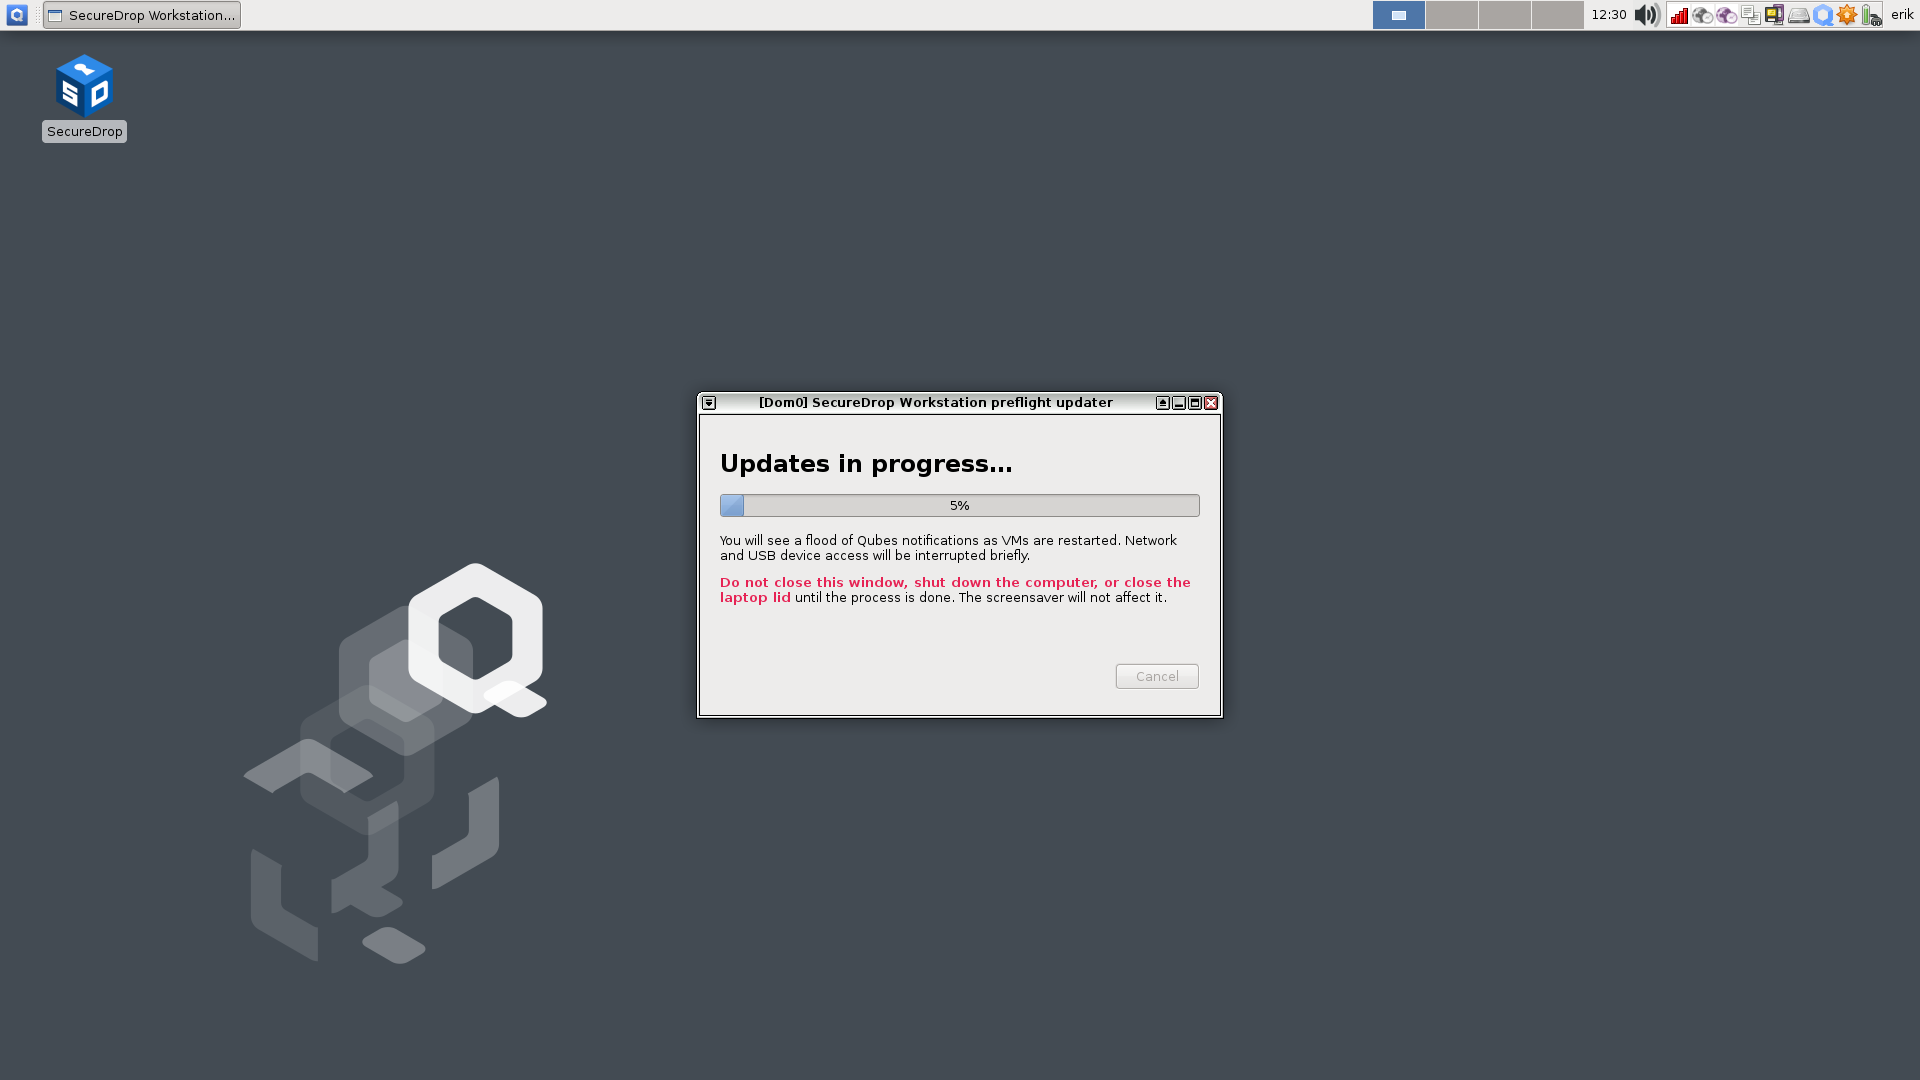 SecureDrop Workstation...
12:30
erik
SD
SecureDrop
[Dom0] SecureDrop Workstation preflight updater
Updates in progress...
5%
You will see a flood of Qubes notifications as VMs are restarted. Network
and USB device access will be interrupted briefly.
Do not close this window, shut down the computer, or close the
laptop lid until the process is done. The screensaver will not affect it.
Cancel